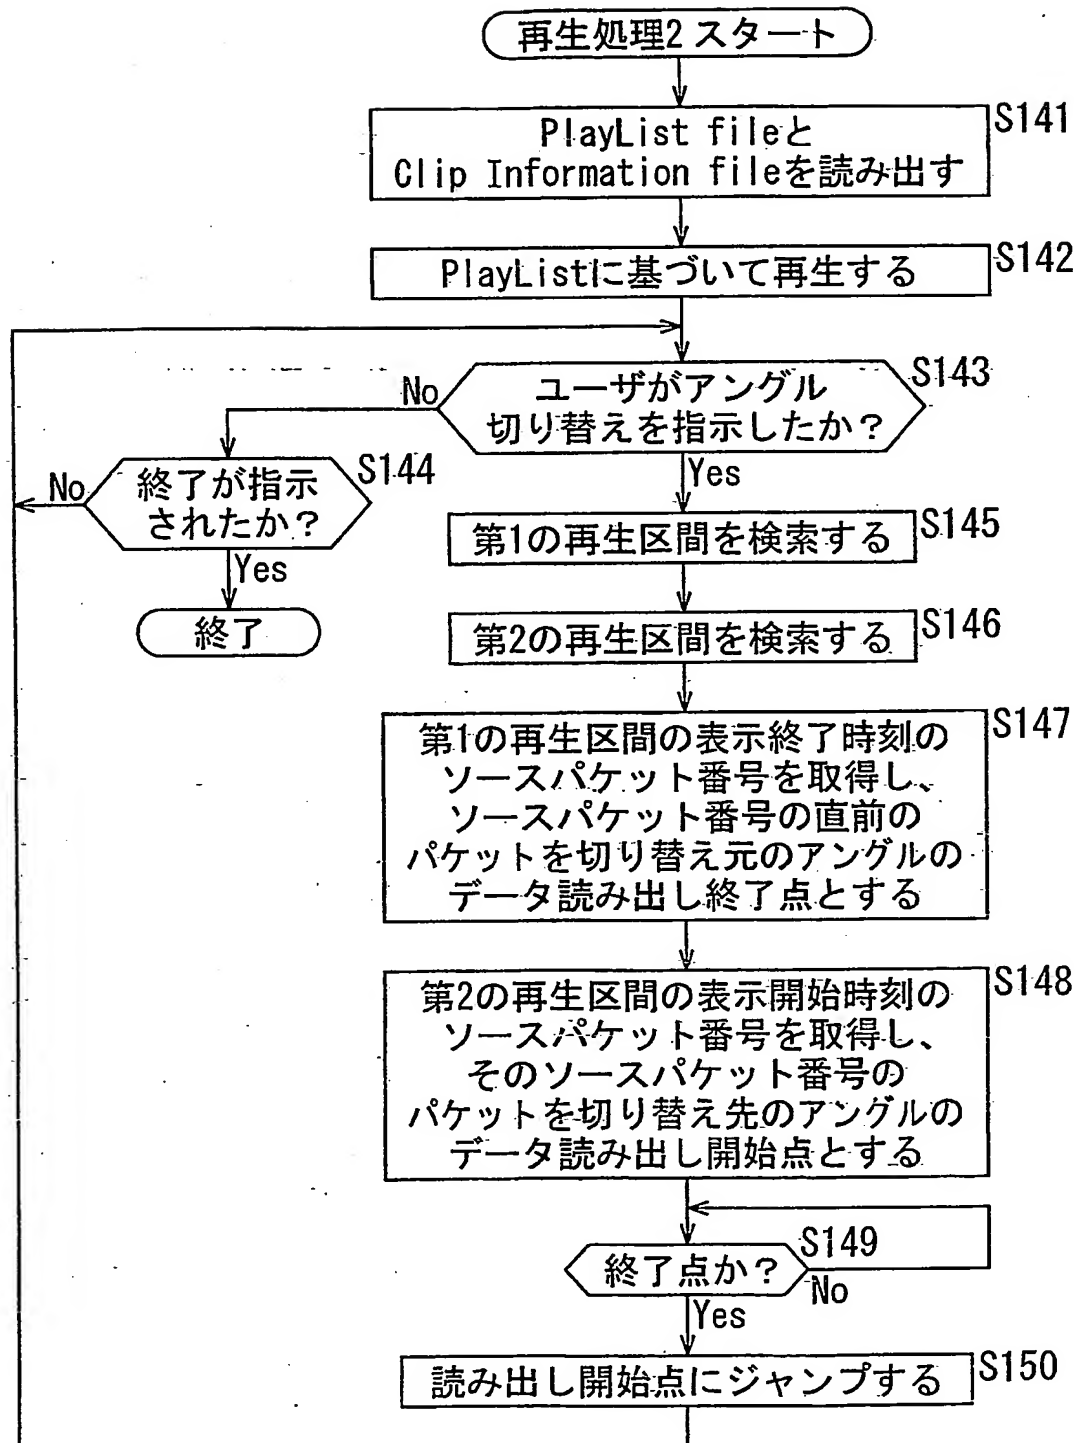 再生処理2 スタート
S141
PlayList fileと
Clip Information fileを読み出す
S142
PlayListに基づいて再生する
S143
ユーザがアングル
切り替えを指示したか？
No
Yes
S144
終了が指示
されたか？
No
Yes
終了
S145
第1の再生区間を検索する
S146
第2の再生区間を検索する
S147
第1の再生区間の表示終了時刻の
ソースパケット番号を取得し、
ソースパケット番号の直前の
パケットを切り替え元のアングルの
データ読み出し終了点とする
S148
第2の再生区間の表示開始時刻の
ソースパケット番号を取得し、
そのソースパケット番号の
パケットを切り替え先のアングルの
データ読み出し開始点とする
S149
終了点か？
No
Yes
S150
読み出し開始点にジャンプする